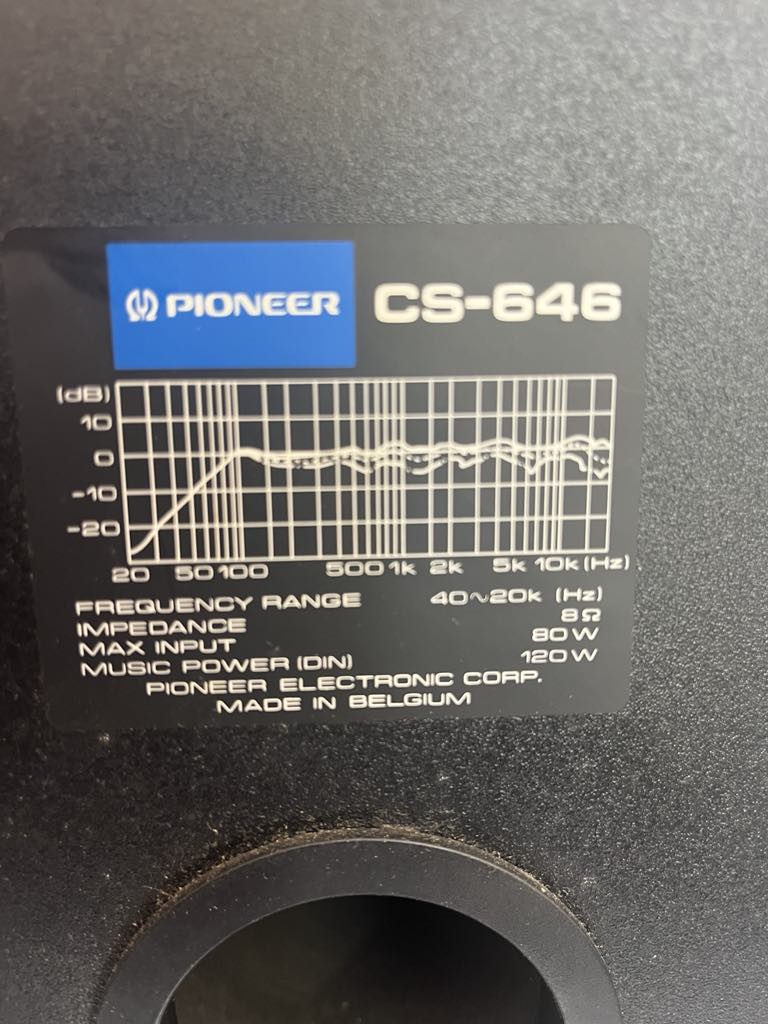 PIONEER CS-646
(dB)
10
0
-10
-20
20 50 100 500 1k 2k 5k 10k (Hz)
FREQUENCY RANGE 40~20k (Hz)
IMPEDANCE 8Ω
MAX INPUT 80W
MUSIC POWER (DIN) 120W
PIONEER ELECTRONIC CORP.
MADE IN BELGIUM